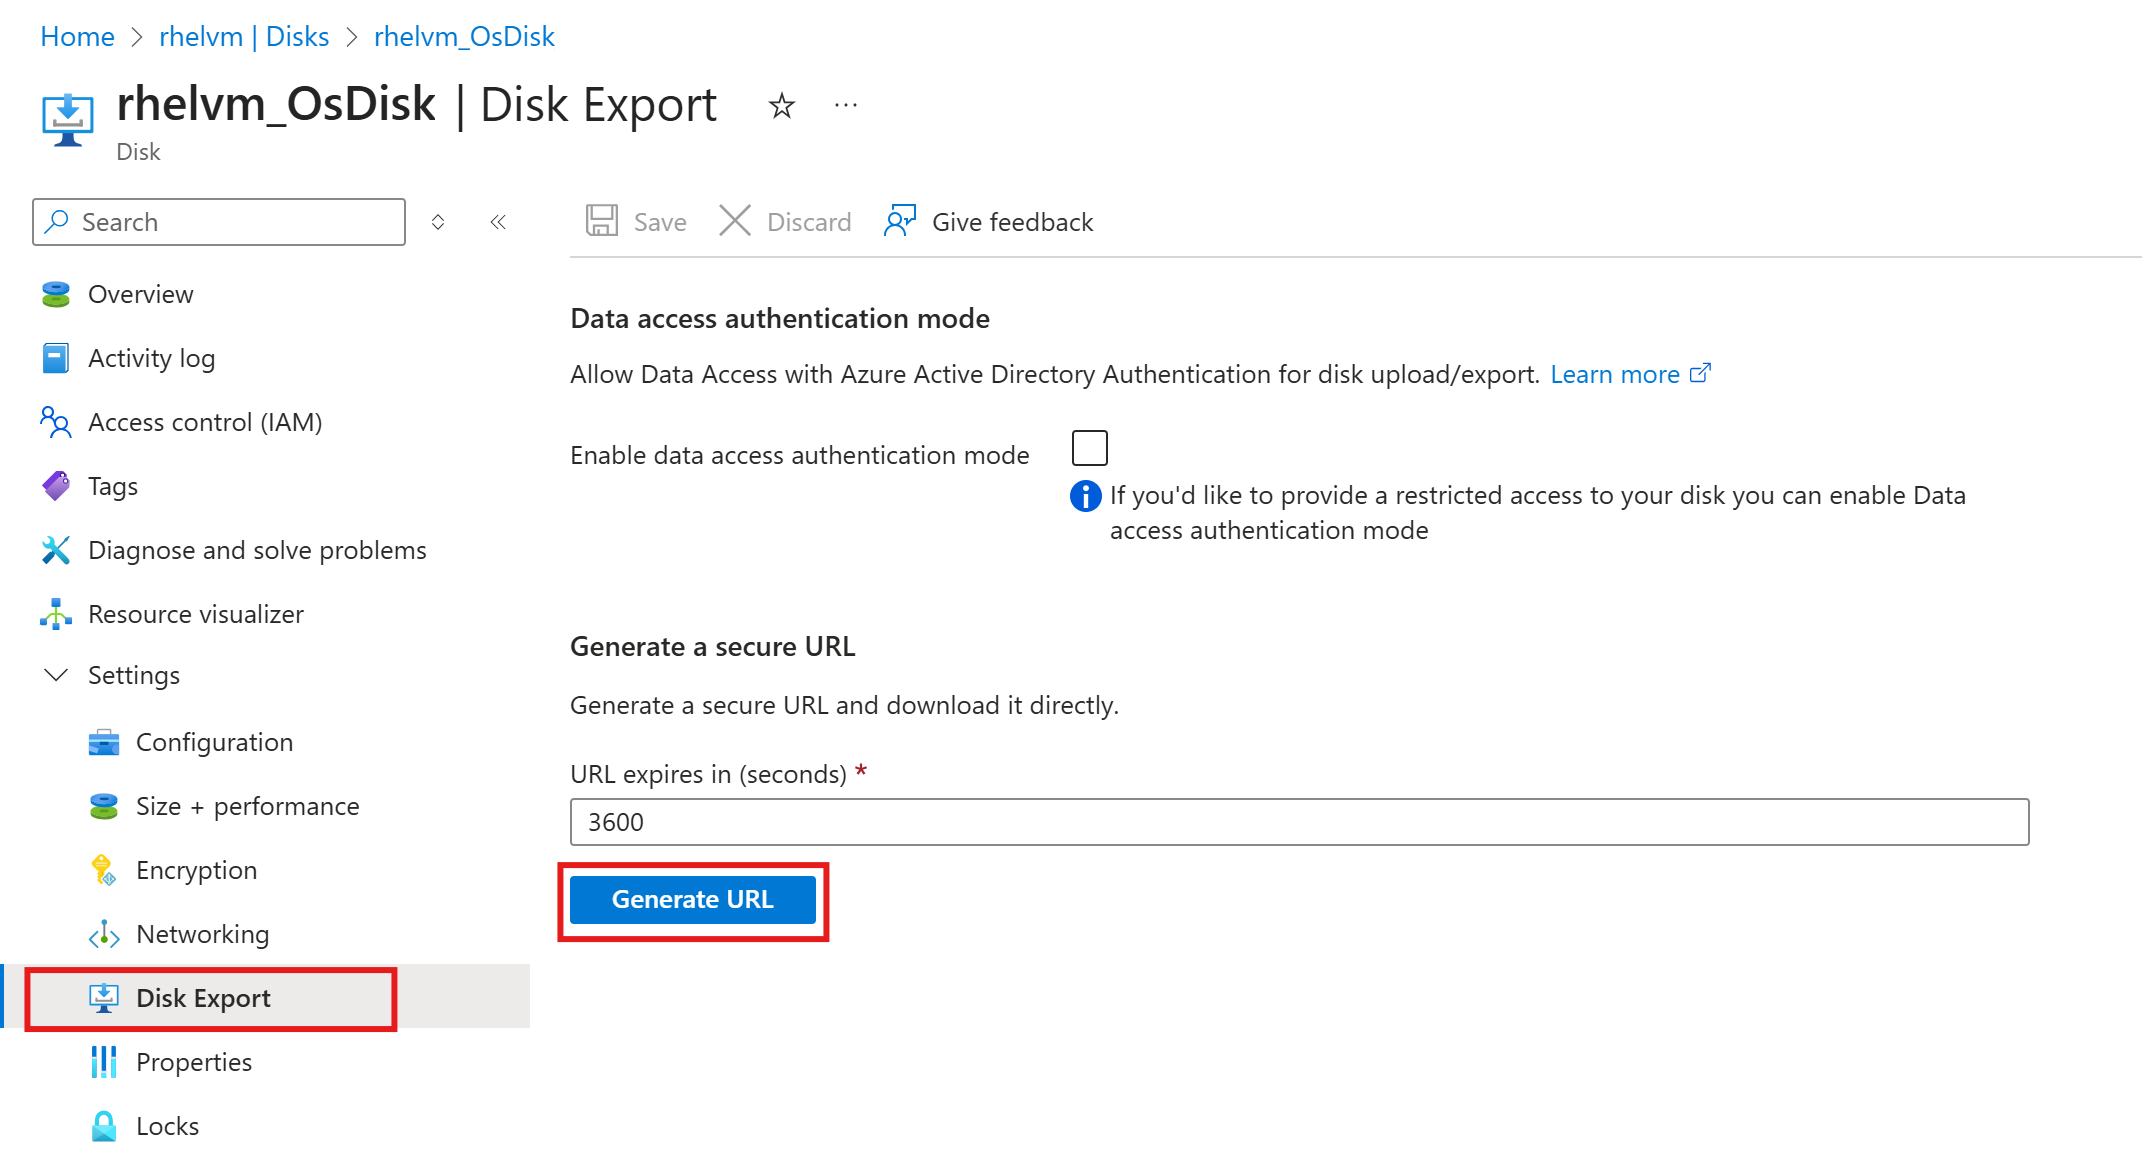 Home > rhelvm | Disks > rhelvm_OsDisk
rhelvm_OsDisk | Disk Export
Disk
Search
Save Discard Give feedback
Overview
Activity log
Access control (IAM)
Tags
Diagnose and solve problems
Resource visualizer
Settings
Configuration
Size + performance
Encryption
Networking
Disk Export
Properties
Locks
Data access authentication mode
Allow Data Access with Azure Active Directory Authentication for disk upload/export. Learn more
Enable data access authentication mode
If you'd like to provide a restricted access to your disk you can enable Data
access authentication mode
Generate a secure URL
Generate a secure URL and download it directly.
URL expires in (seconds) *
3600
Generate URL